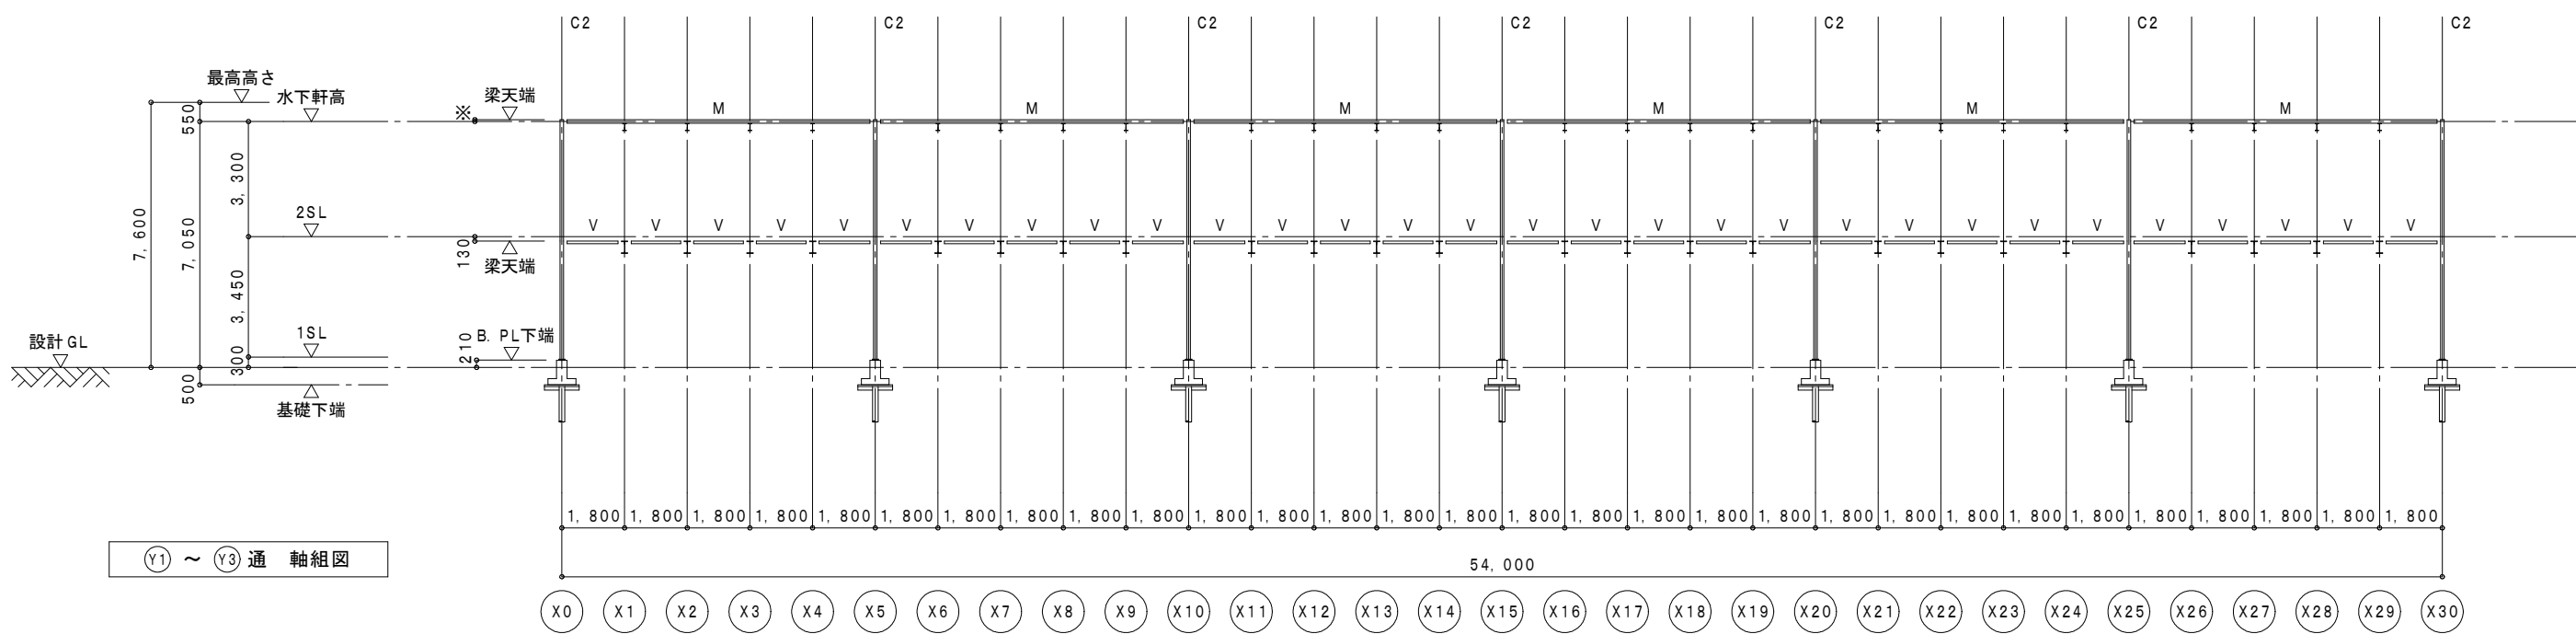 C2 C2 C2 C2 C2 C2 C2
最高高さ
水下軒高
※
梁天端
550
M M M M M M
3,300
7,600
7,050
2SL
V V V V V V V V V V V V V V V V V V V V V V V V V V V V V V
130
梁天端
3,450
設計GL
1SL
300
210
B.PL下端
500
基礎下端
1,800 1,800 1,800 1,800 1,800 1,800 1,800 1,800 1,800 1,800 1,800 1,800 1,800 1,800 1,800 1,800 1,800 1,800 1,800 1,800 1,800 1,800 1,800 1,800 1,800 1,800 1,800 1,800 1,800 1,800
Y1 ～ Y3 通 軸組図
54,000
X0 X1 X2 X3 X4 X5 X6 X7 X8 X9 X10 X11 X12 X13 X14 X15 X16 X17 X18 X19 X20 X21 X22 X23 X24 X25 X26 X27 X28 X29 X30